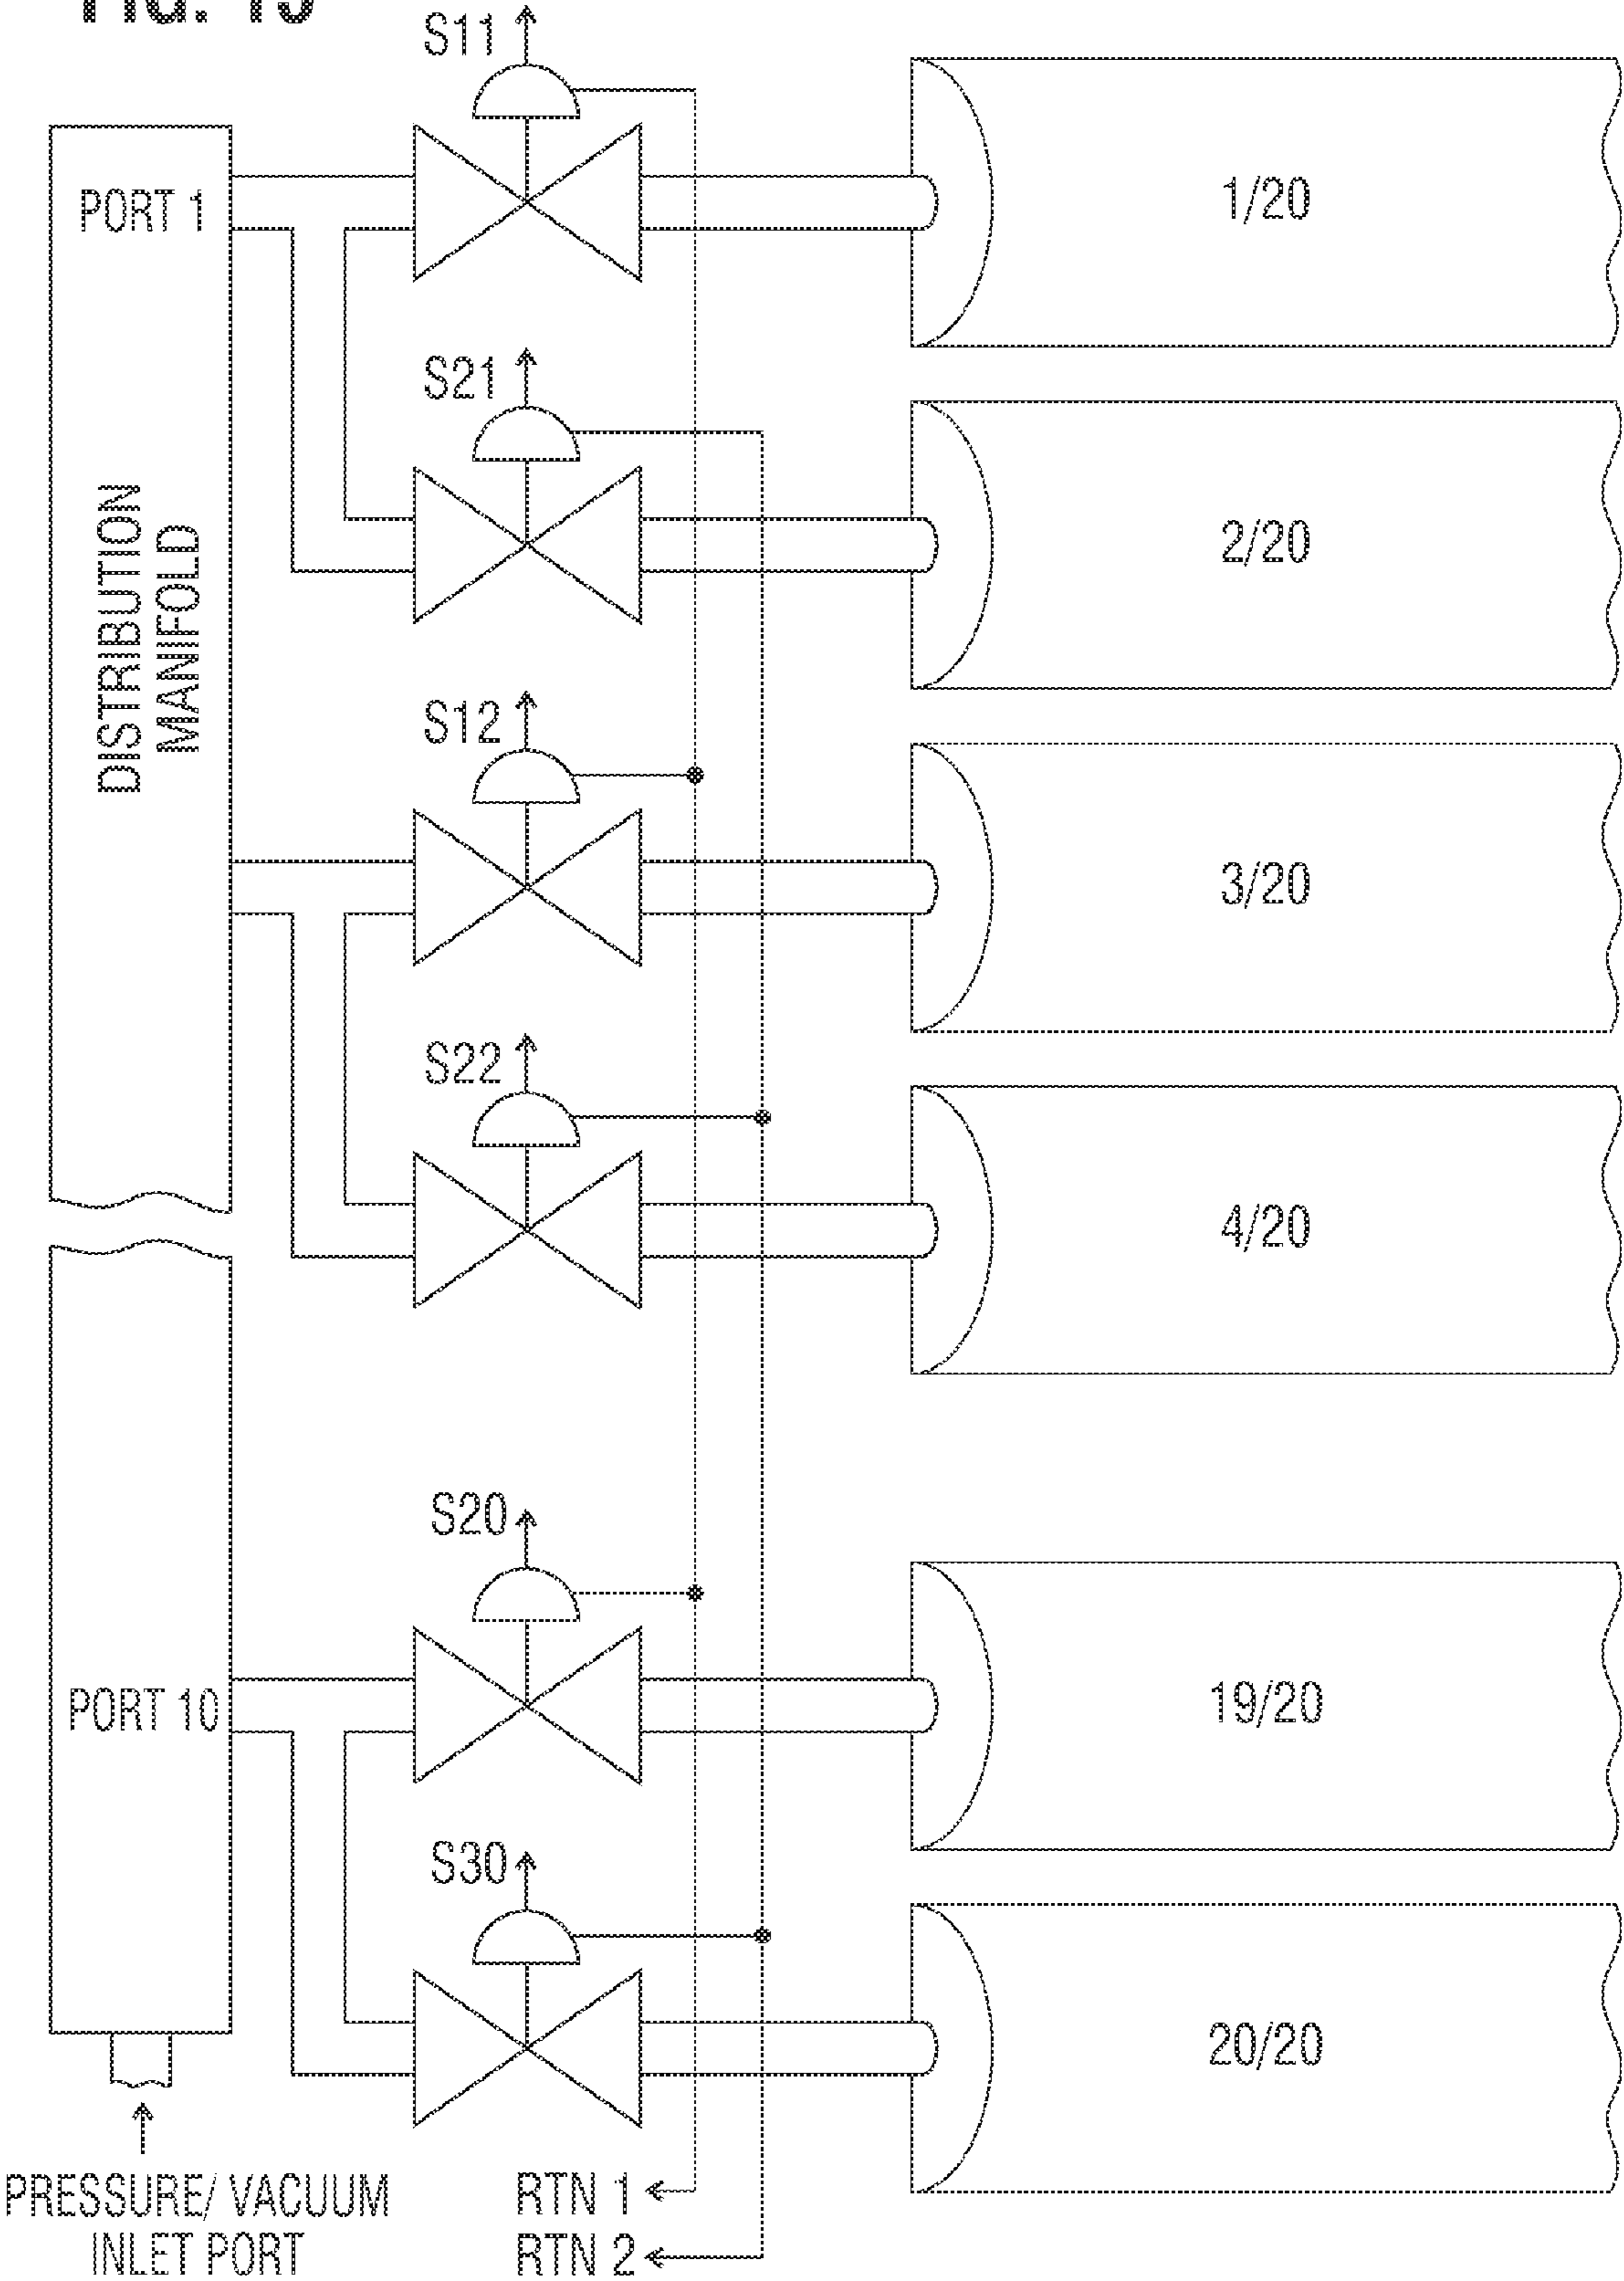 S11
PORT 1
1/20
S21
DISTRIBUTION
MANIFOLD
2/20
S12
3/20
S22
4/20
S20
PORT 10
19/20
S30
20/20
PRESSURE/ VACUUM
INLET PORT
RTN 1
RTN 2